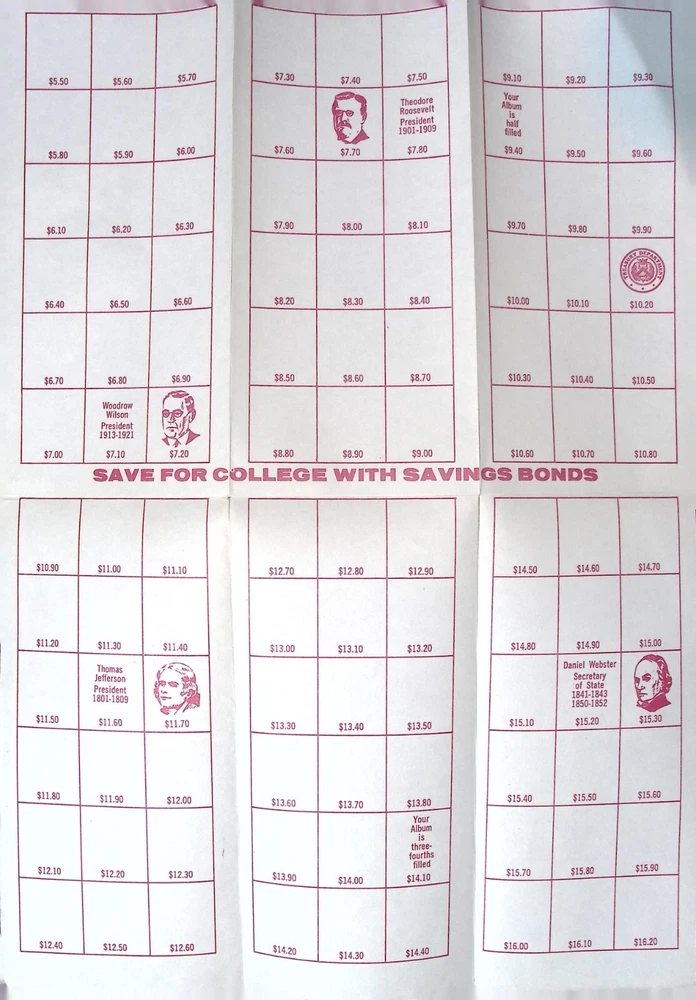 $5.50 $5.60 $5.70
$5.80 $5.90 $6.00
$6.10 $6.20 $6.30
$6.40 $6.50 $6.60
$6.70 $6.80 $6.90
Woodrow
Wilson
President
1913-1921
$7.00 $7.10 $7.20
$7.30 $7.40 $7.50
Theodore
Roosevelt
President
1901-1909
$7.60 $7.70 $7.80
$7.90 $8.00 $8.10
$8.20 $8.30 $8.40
$8.50 $8.60 $8.70
$8.80 $8.90 $9.00
$9.10 $9.20 $9.30
Your
Album
is
half
filled
$9.40 $9.50 $9.60
$9.70 $9.80 $9.90
TREASURY DEPARTMENT
$10.00 $10.10 $10.20
$10.30 $10.40 $10.50
$10.60 $10.70 $10.80
SAVE FOR COLLEGE WITH SAVINGS BONDS
$10.90 $11.00 $11.10
$11.20 $11.30 $11.40
Thomas
Jefferson
President
1801-1809
$11.50 $11.60 $11.70
$11.80 $11.90 $12.00
$12.10 $12.20 $12.30
$12.40 $12.50 $12.60
$12.70 $12.80 $12.90
$13.00 $13.10 $13.20
$13.30 $13.40 $13.50
$13.60 $13.70 $13.80
Your
Album
is
three-
fourths
filled
$13.90 $14.00 $14.10
$14.20 $14.30 $14.40
$14.50 $14.60 $14.70
$14.80 $14.90 $15.00
Daniel Webster
Secretary
of State
1841-1843
1850-1852
$15.10 $15.20 $15.30
$15.40 $15.50 $15.60
$15.70 $15.80 $15.90
$16.00 $16.10 $16.20